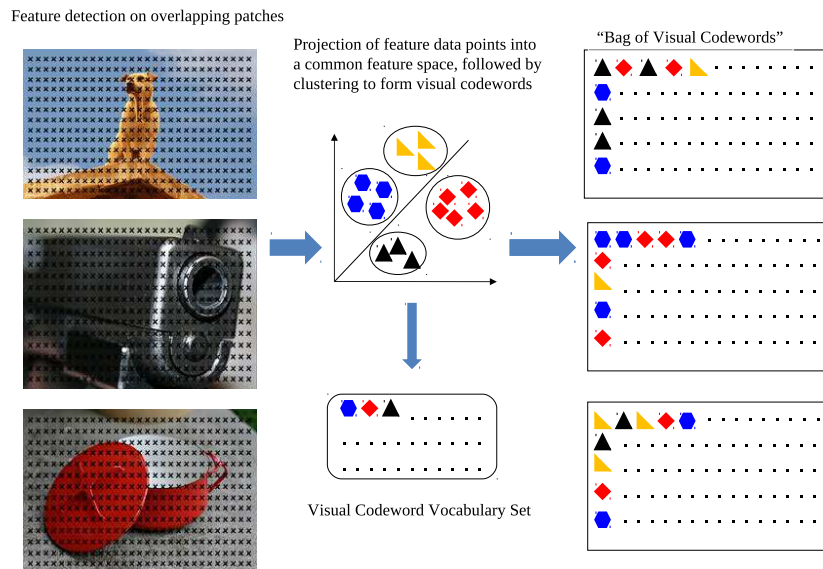 Feature detection on overlapping patches
Projection of feature data points into
a common feature space, followed by
clustering to form visual codewords
“Bag of Visual Codewords”
Visual Codeword Vocabulary Set